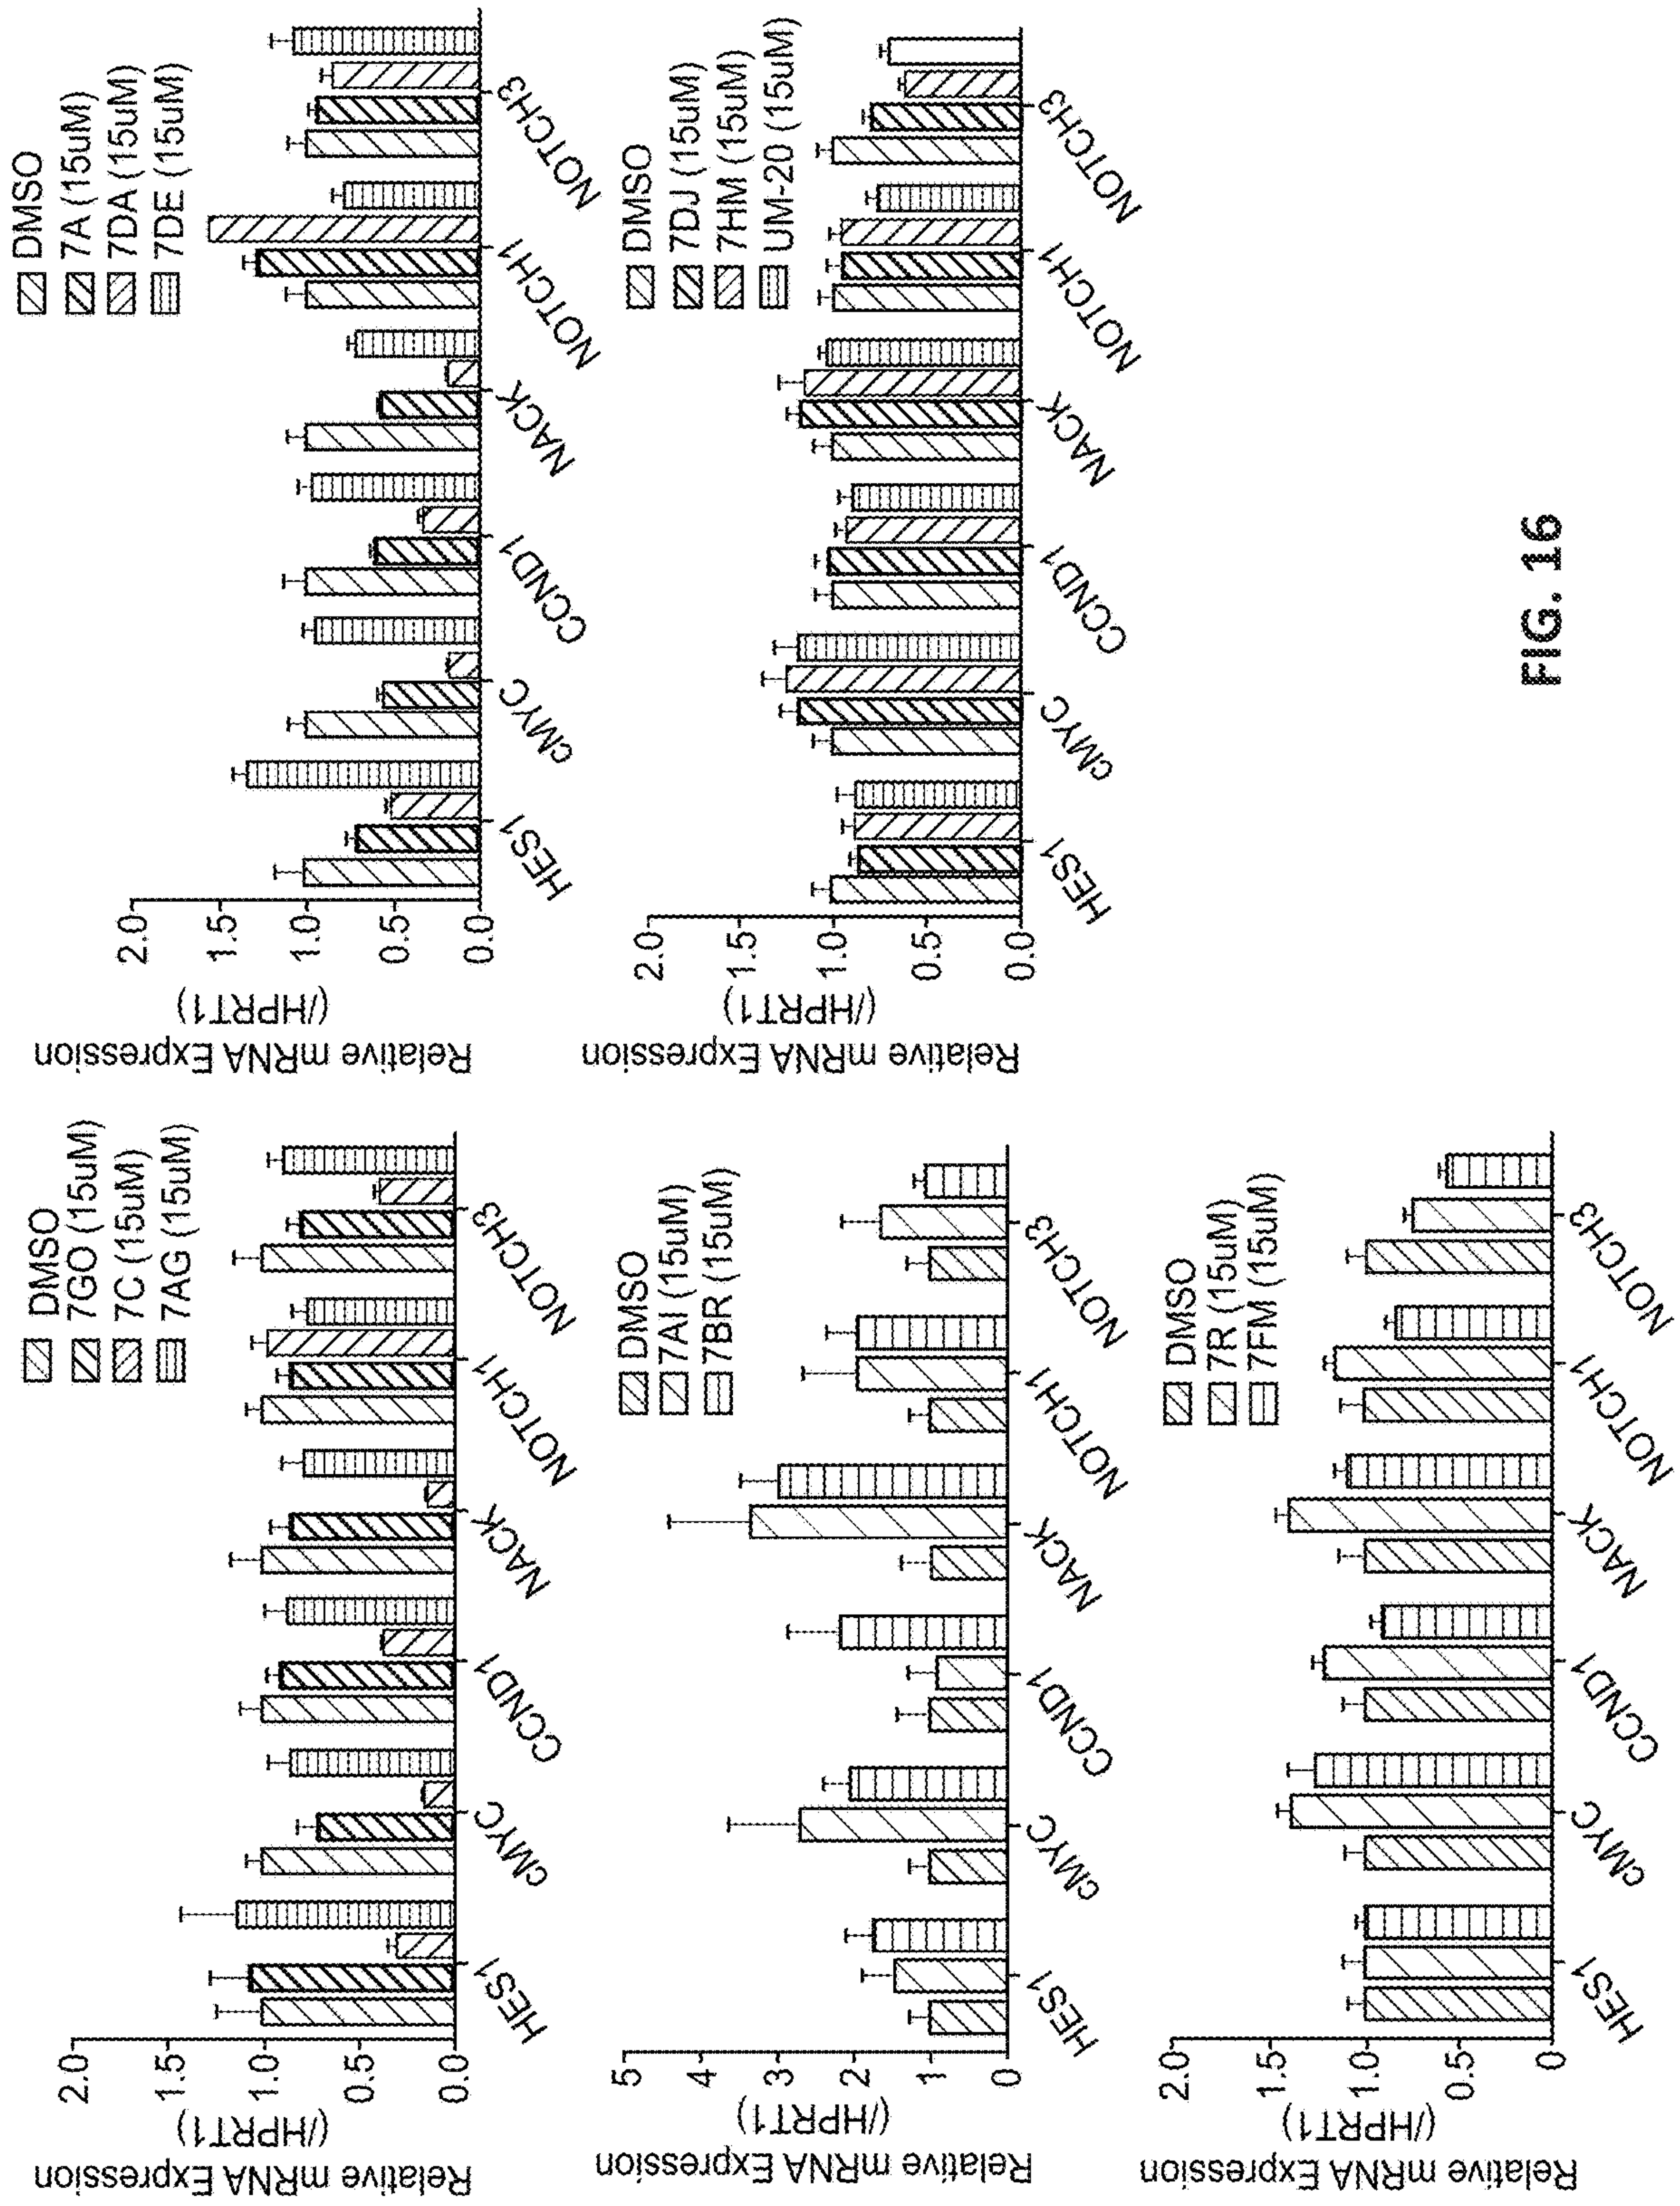 DMSO
7GO (15uM)
7C (15uM)
7AG (15uM)
Relative mRNA Expression
(/HPRT1)
2.0
1.5
1.0
0.5
0.0
HES1
cMYC
CCND1
NACK
NOTCH1
NOTCH3
DMSO
7A (15uM)
7DA (15uM)
7DE (15uM)
Relative mRNA Expression
(/HPRT1)
2.0
1.5
1.0
0.5
0.0
HES1
cMYC
CCND1
NACK
NOTCH1
NOTCH3
DMSO
7AI (15uM)
7BR (15uM)
Relative mRNA Expression
(/HPRT1)
5
4
3
2
1
0
HES1
cMYC
CCND1
NACK
NOTCH1
NOTCH3
DMSO
7DJ (15uM)
7HM (15uM)
UM-20 (15uM)
Relative mRNA Expression
(/HPRT1)
2.0
1.5
1.0
0.5
0.0
HES1
cMYC
CCND1
NACK
NOTCH1
NOTCH3
DMSO
7R (15uM)
7FM (15uM)
Relative mRNA Expression
(/HPRT1)
2.0
1.5
1.0
0.5
0
HES1
cMYC
CCND1
NACK
NOTCH1
NOTCH3
FIG. 16